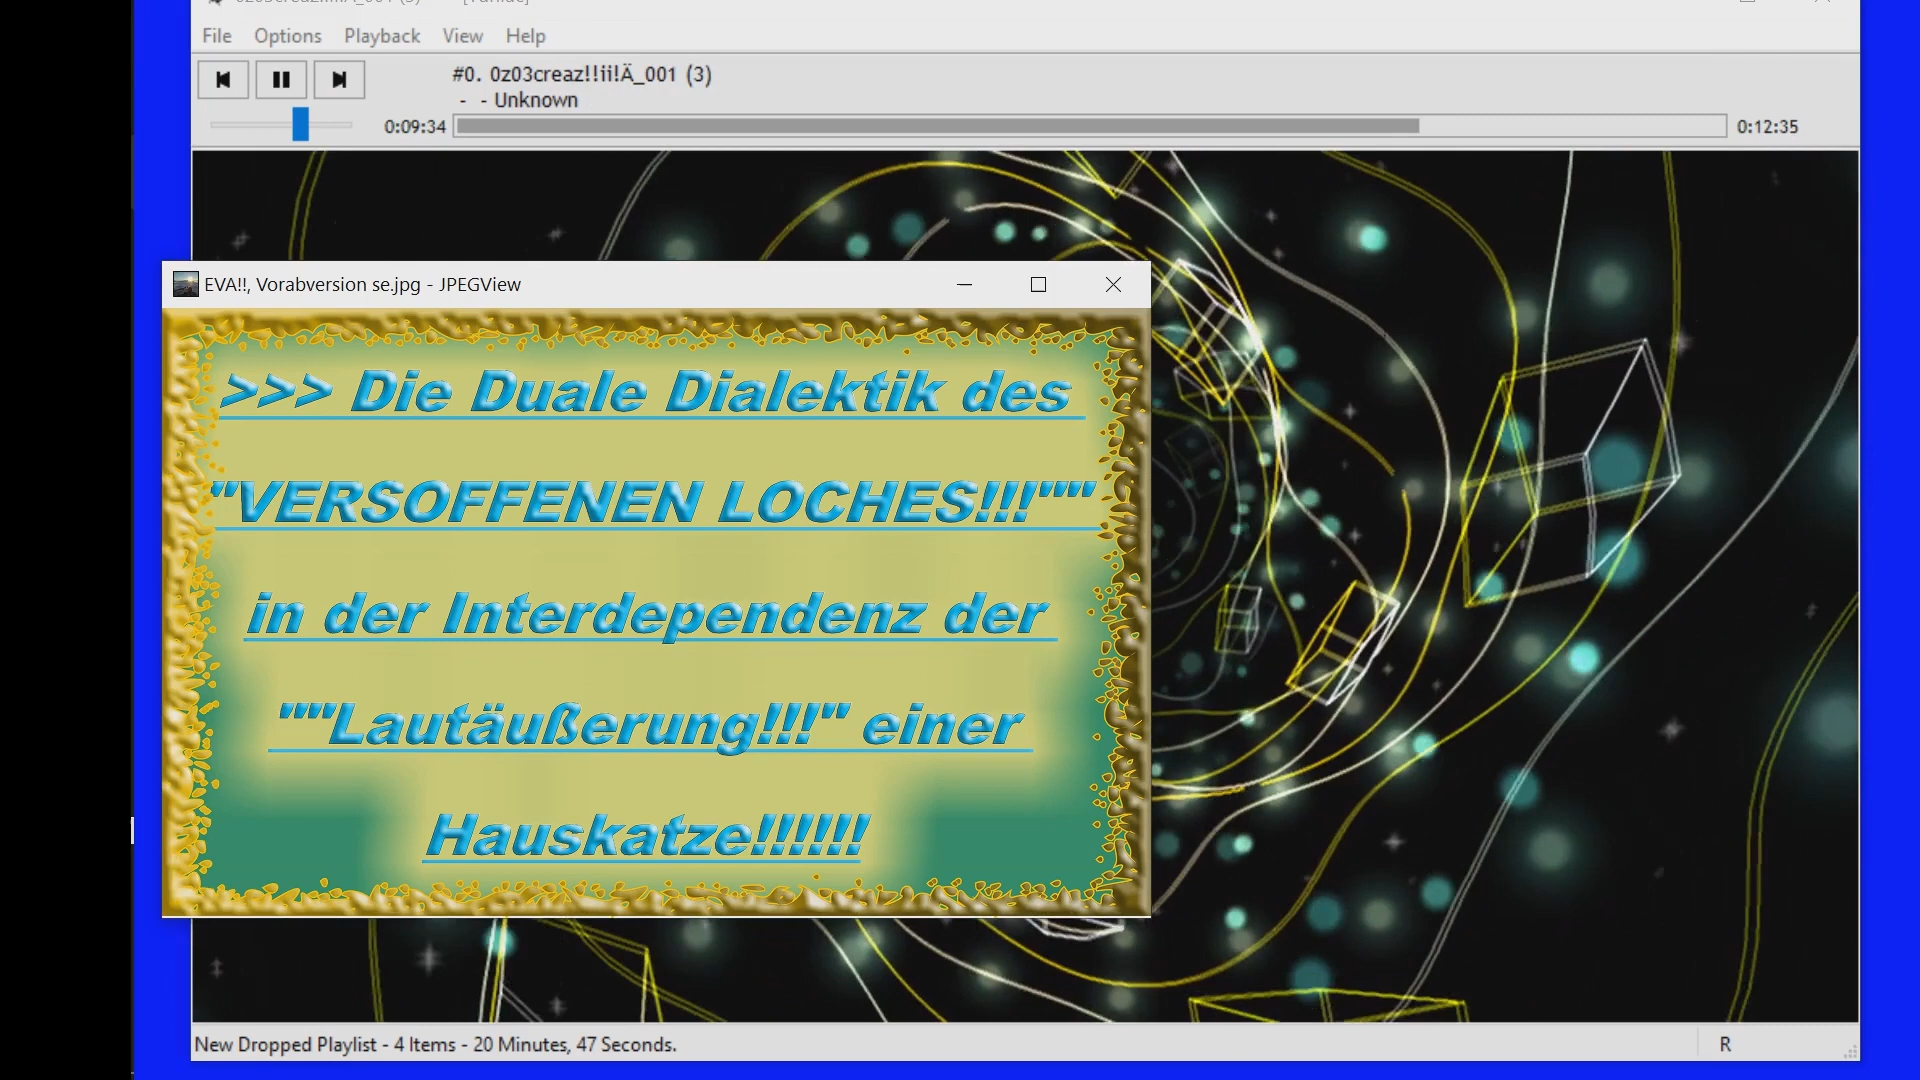 File Options Playback View Help
#0. 0z03creaz!!ii!Ä_001 (3)
- - Unknown
0:09:34 0:12:35
EVA!!, Vorabversion se.jpg - JPEGView
>>> Die Duale Dialektik des
"VERSOFFENEN LOCHES!!!""
in der Interdependenz der
""Lautäußerung!!!" einer
Hauskatze!!!!!!
New Dropped Playlist - 4 Items - 20 Minutes, 47 Seconds. R